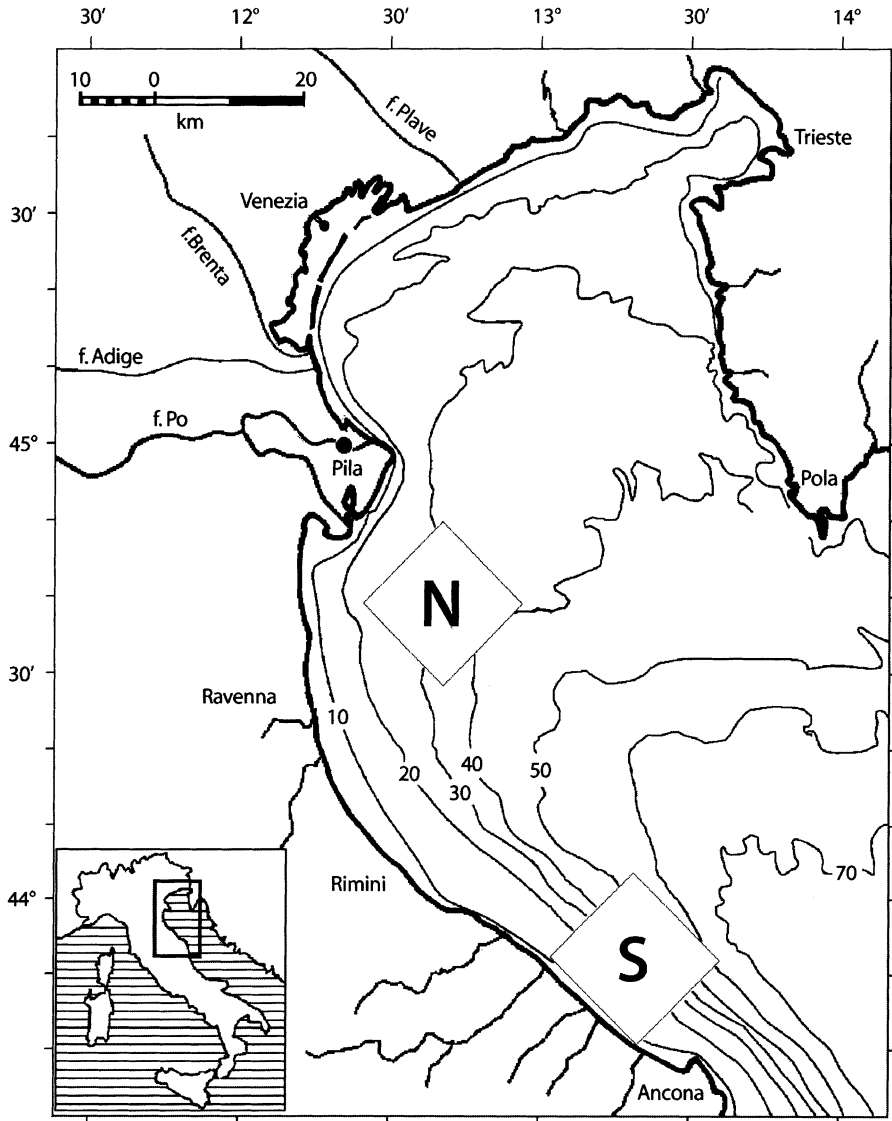 30' 12° 30' 13° 30' 14°
10 0 20
km
f. Plave
Trieste
Venezia
30'
f.Brenta
f. Adige
f. Po
45°
Pila
Pola
N
30'
Ravenna
10
20
40
50
30
70
Rimini
44°
S
Ancona